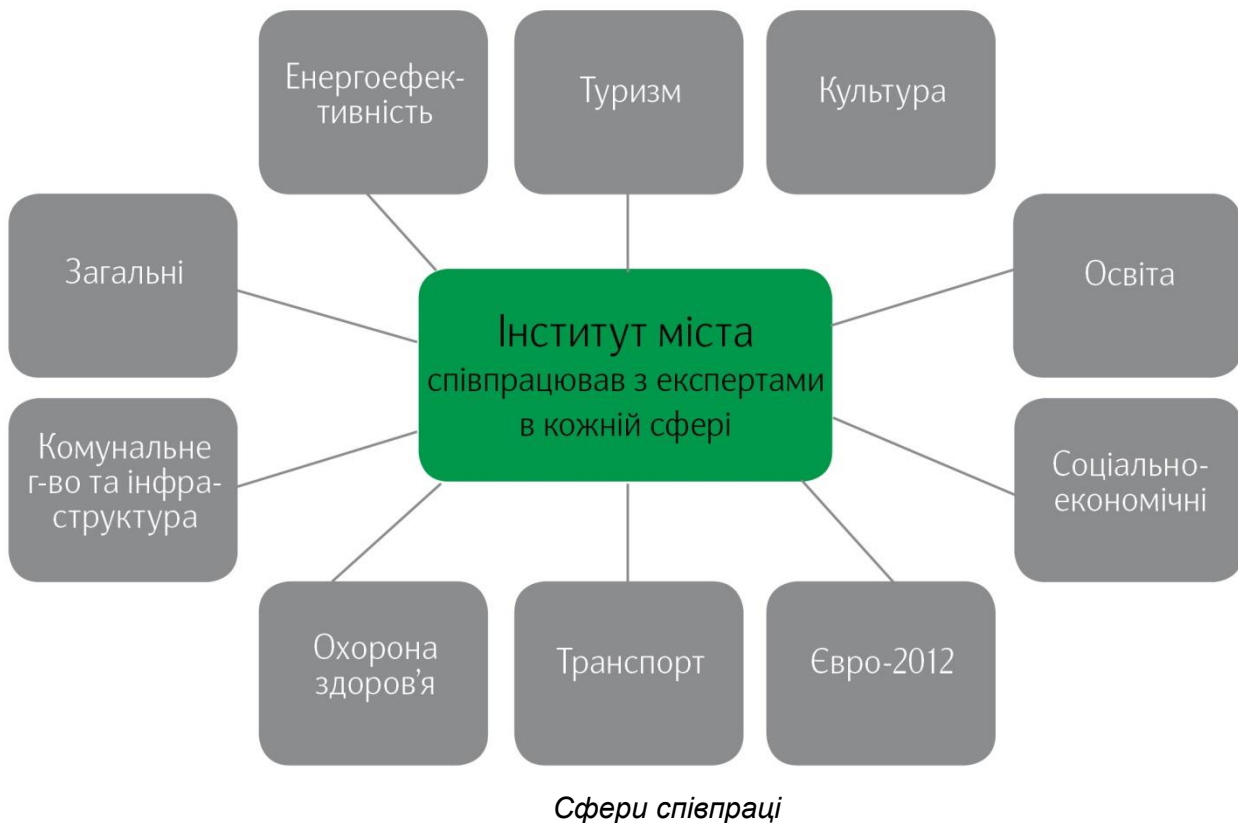 Енергоефек-
тивність
Туризм
Культура
Загальні
Освіта
Інститут міста
співпрацював з експертами
в кожній сфері
Комунальне
г-во та інфра-
структура
Соціально-
економічні
Охорона
здоров’я
Транспорт
Євро-2012
Сфери співпраці